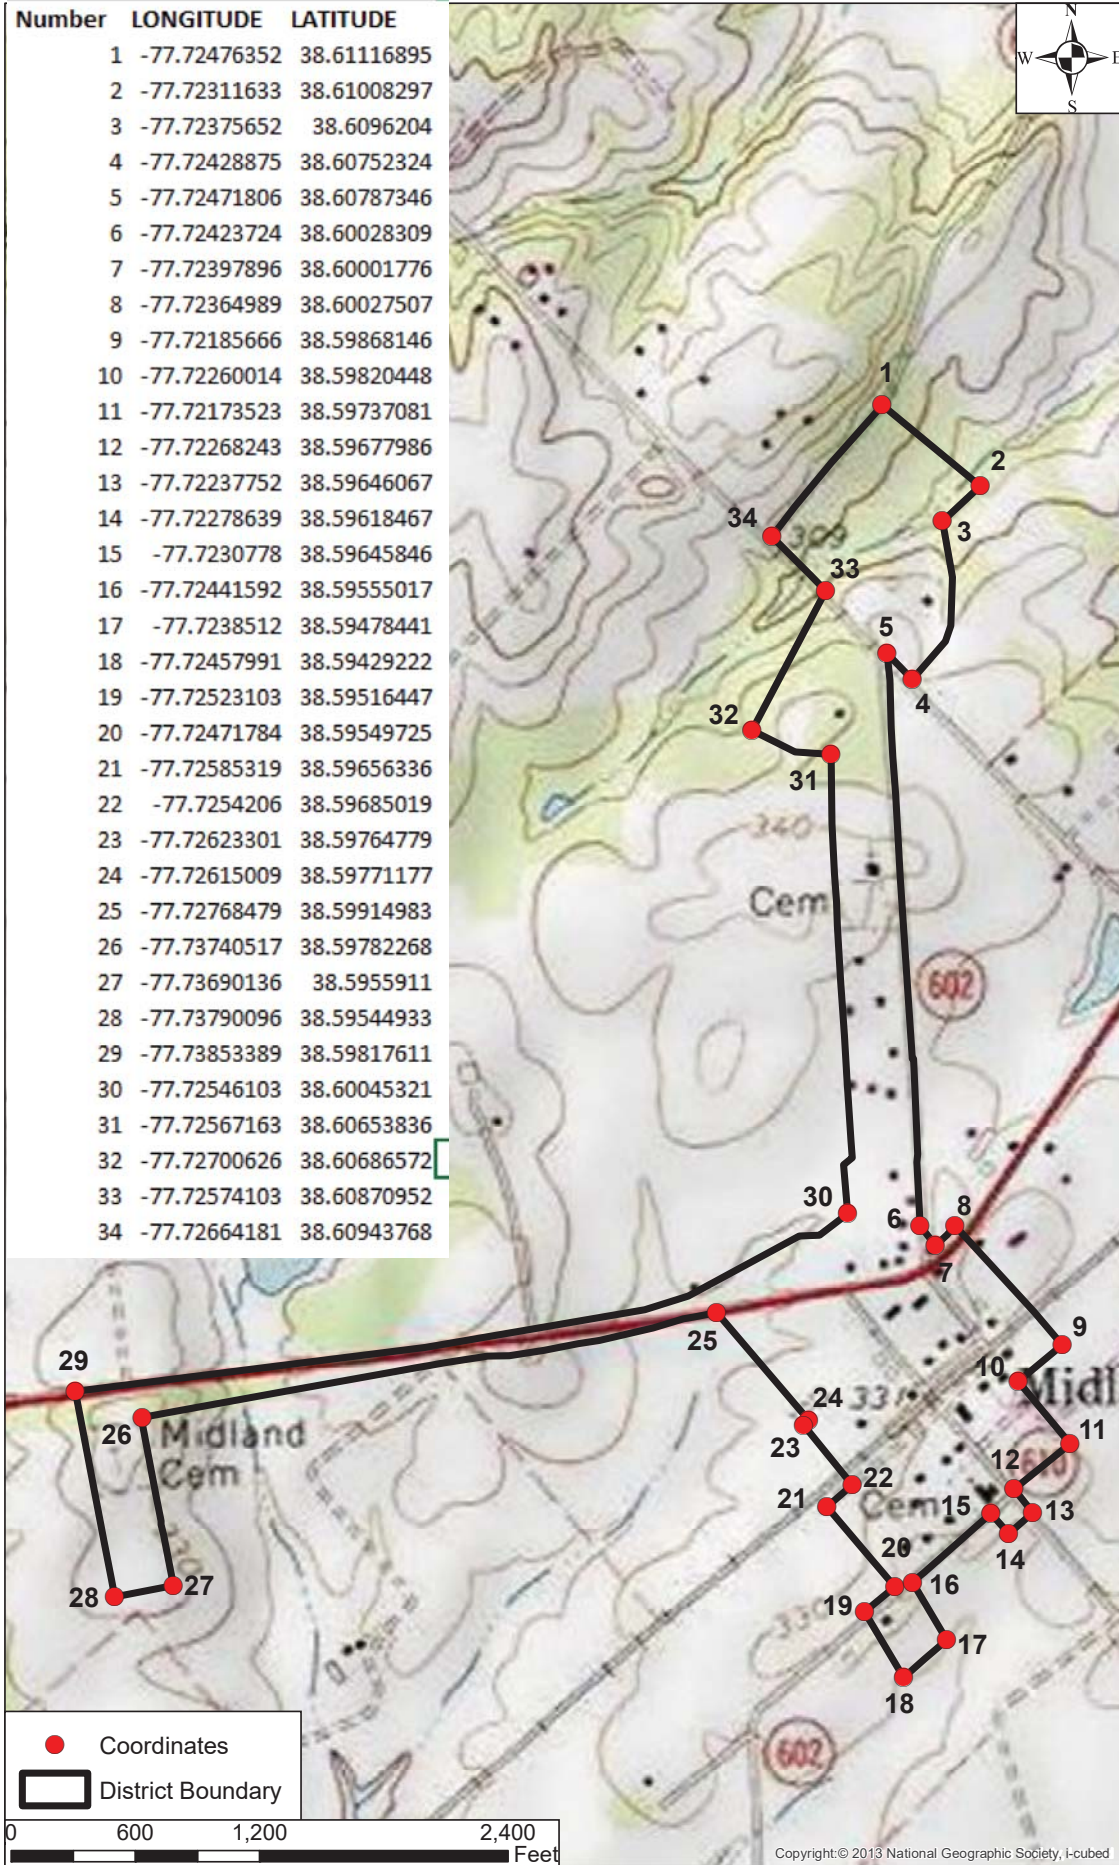 Number LONGITUDE LATITUDE
1 -77.72476352 38.61116895
2 -77.72311633 38.61008297
3 -77.72375652 38.6096204
4 -77.72428875 38.60752324
5 -77.72471806 38.60787346
6 -77.72423724 38.60028309
7 -77.72397896 38.60001776
8 -77.72364989 38.60027507
9 -77.72185666 38.59868146
10 -77.72260014 38.59820448
11 -77.72173523 38.59737081
12 -77.72268243 38.59677986
13 -77.72237752 38.59646067
14 -77.72278639 38.59618467
15 -77.7230778 38.59645846
16 -77.72441592 38.59555017
17 -77.7238512 38.59478441
18 -77.72457991 38.59429222
19 -77.72523103 38.59516447
20 -77.72471784 38.59549725
21 -77.72585319 38.59656336
22 -77.7254206 38.59685019
23 -77.72623301 38.59764779
24 -77.72615009 38.59771177
25 -77.72768479 38.59914983
26 -77.73740517 38.59782268
27 -77.73690136 38.5955911
28 -77.73790096 38.59544933
29 -77.73853389 38.59817611
30 -77.72546103 38.60045321
31 -77.72567163 38.60653836
32 -77.72700626 38.60686572
33 -77.72574103 38.60870952
34 -77.72664181 38.60943768
N
W E
S
1
2
34 309
3
33
5
4
32
31
340
Cem
602
30
6 8
7
25
9
29
10 Midl
24 331
26 Midland
23
Cem
11
12 610
22
21 Cem 15 13
14
20
330
28 27
16
19 330
17
18
602
Coordinates
District Boundary
0 600 1,200 2,400
Feet
Copyright:© 2013 National Geographic Society, i-cubed